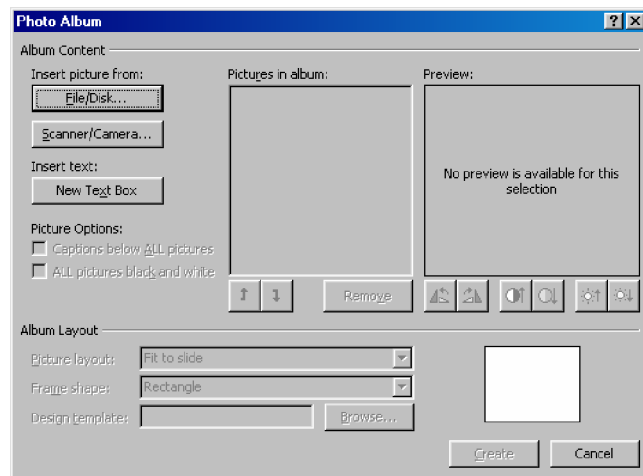 Photo Album
Album Content
Insert picture from:
File/Disk...
Scanner/Camera...
Insert text:
New Text Box
Picture Options:
Captions below ALL pictures
ALL pictures black and white
Pictures in album:
Remove
Preview:
No preview is available for this
selection
Album Layout
Picture layout:
Fit to slide
Frame shape:
Rectangle
Design template:
Browse...
Create
Cancel